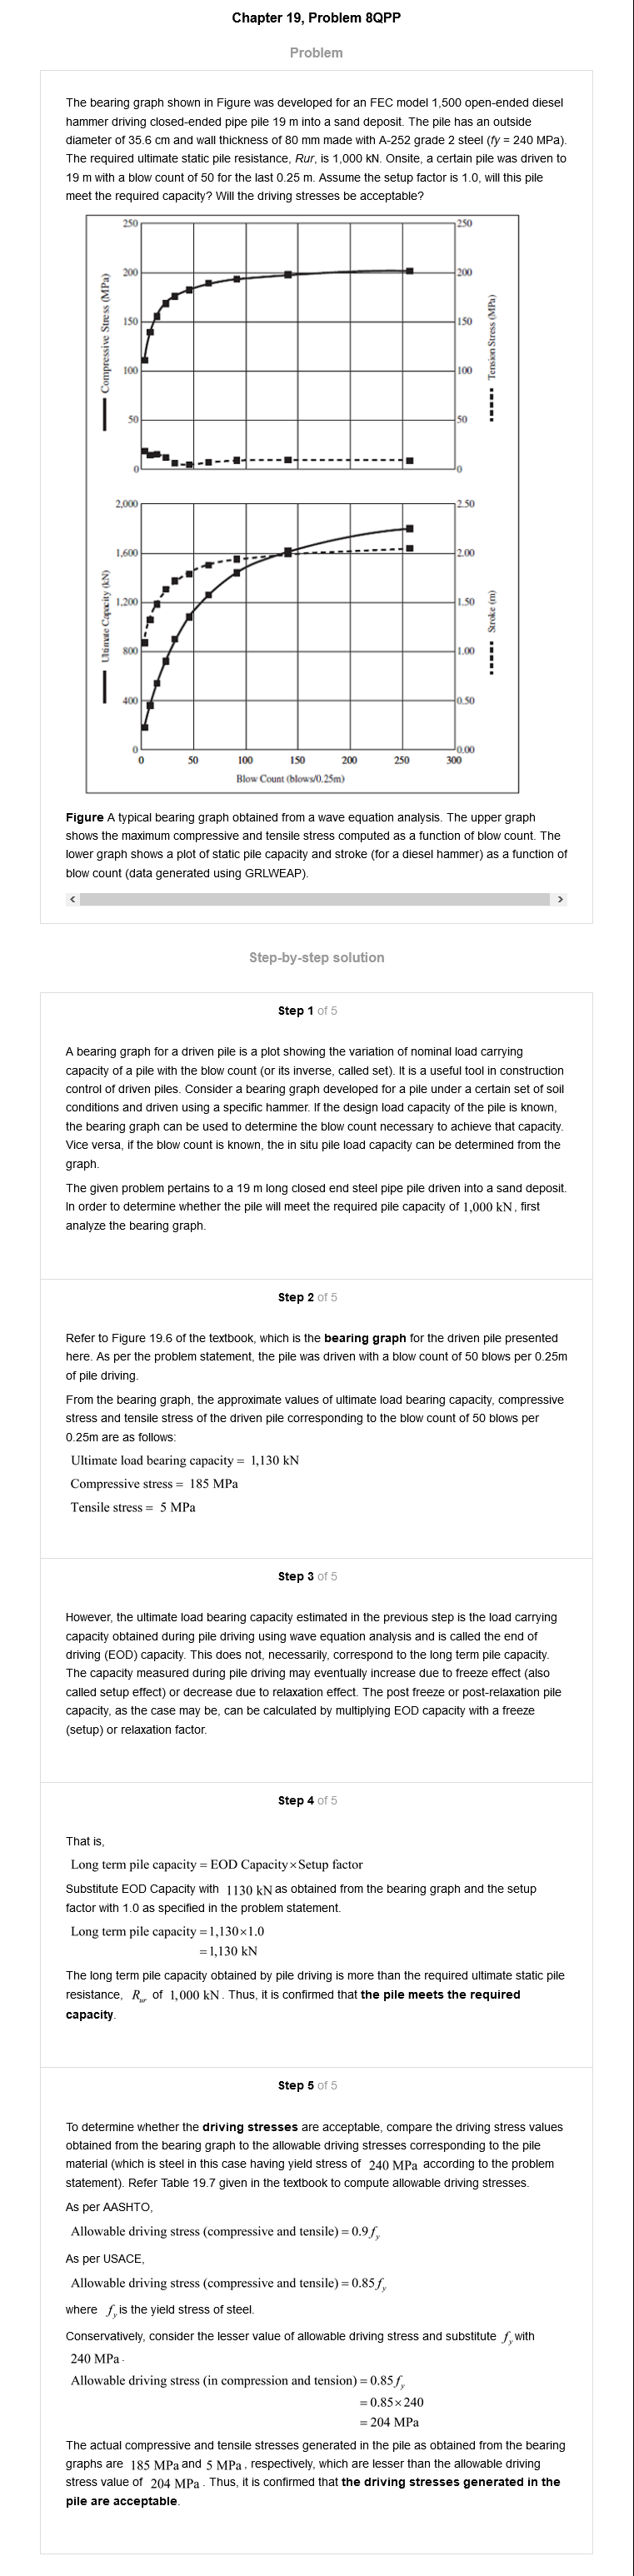 Chapter 19, Problem 8QPP
Problem
The bearing graph shown in Figure was developed for an FEC model 1,500 open-ended diesel
hammer driving closed-ended pipe pile 19 m into a sand deposit. The pile has an outside
diameter of 35.6 cm and wall thickness of 80 mm made with A-252 grade 2 steel (fy = 240 MPa).
The required ultimate static pile resistance, Rur, is 1,000 kN. Onsite, a certain pile was driven to
19 m with a blow count of 50 for the last 0.25 m. Assume the setup factor is 1.0, will this pile
meet the required capacity? Will the driving stresses be acceptable?
250
200
150
100
50
0
Compressive Stress (MPa)
250
200
150
100
50
0
Tension Stress (MPa)
2,000
1,600
1,200
800
400
0
Ultimate Capacity (kN)
2.50
2.00
1.50
1.00
0.50
0.00
Stroke (m)
0 50 100 150 200 250 300
Blow Count (blows/0.25m)
Figure A typical bearing graph obtained from a wave equation analysis. The upper graph
shows the maximum compressive and tensile stress computed as a function of blow count. The
lower graph shows a plot of static pile capacity and stroke (for a diesel hammer) as a function of
blow count (data generated using GRLWEAP).
Step-by-step solution
Step 1 of 5
A bearing graph for a driven pile is a plot showing the variation of nominal load carrying
capacity of a pile with the blow count (or its inverse, called set). It is a useful tool in construction
control of driven piles. Consider a bearing graph developed for a pile under a certain set of soil
conditions and driven using a specific hammer. If the design load capacity of the pile is known,
the bearing graph can be used to determine the blow count necessary to achieve that capacity.
Vice versa, if the blow count is known, the in situ pile load capacity can be determined from the
graph.
The given problem pertains to a 19 m long closed end steel pipe pile driven into a sand deposit.
In order to determine whether the pile will meet the required pile capacity of 1,000 kN, first
analyze the bearing graph.
Step 2 of 5
Refer to Figure 19.6 of the textbook, which is the bearing graph for the driven pile presented
here. As per the problem statement, the pile was driven with a blow count of 50 blows per 0.25m
of pile driving.
From the bearing graph, the approximate values of ultimate load bearing capacity, compressive
stress and tensile stress of the driven pile corresponding to the blow count of 50 blows per
0.25m are as follows:
Ultimate load bearing capacity = 1,130 kN
Compressive stress = 185 MPa
Tensile stress = 5 MPa
Step 3 of 5
However, the ultimate load bearing capacity estimated in the previous step is the load carrying
capacity obtained during pile driving using wave equation analysis and is called the end of
driving (EOD) capacity. This does not, necessarily, correspond to the long term pile capacity.
The capacity measured during pile driving may eventually increase due to freeze effect (also
called setup effect) or decrease due to relaxation effect. The post freeze or post-relaxation pile
capacity, as the case may be, can be calculated by multiplying EOD capacity with a freeze
(setup) or relaxation factor.
Step 4 of 5
That is,
Long term pile capacity = EOD Capacity × Setup factor
Substitute EOD Capacity with 1130 kN as obtained from the bearing graph and the setup
factor with 1.0 as specified in the problem statement.
Long term pile capacity = 1,130 × 1.0
= 1,130 kN
The long term pile capacity obtained by pile driving is more than the required ultimate static pile
resistance, R_ur of 1,000 kN. Thus, it is confirmed that the pile meets the required
capacity.
Step 5 of 5
To determine whether the driving stresses are acceptable, compare the driving stress values
obtained from the bearing graph to the allowable driving stresses corresponding to the pile
material (which is steel in this case having yield stress of 240 MPa according to the problem
statement). Refer Table 19.7 given in the textbook to compute allowable driving stresses.
As per AASHTO,
Allowable driving stress (compressive and tensile) = 0.9f_y
As per USACE,
Allowable driving stress (compressive and tensile) = 0.85f_y
where f_y is the yield stress of steel.
Conservatively, consider the lesser value of allowable driving stress and substitute f_y with
240 MPa.
Allowable driving stress (in compression and tension) = 0.85f_y
= 0.85 × 240
= 204 MPa
The actual compressive and tensile stresses generated in the pile as obtained from the bearing
graphs are 185 MPa and 5 MPa, respectively, which are lesser than the allowable driving
stress value of 204 MPa. Thus, it is confirmed that the driving stresses generated in the
pile are acceptable.